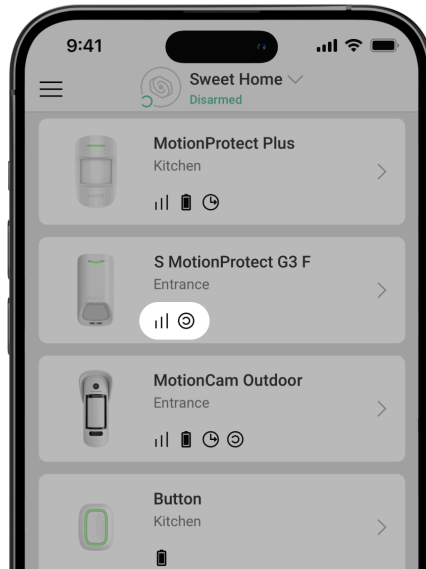 9:41
Sweet Home
Disarmed
MotionProtect Plus
Kitchen
S MotionProtect G3 F
Entrance
MotionCam Outdoor
Entrance
Button
Kitchen